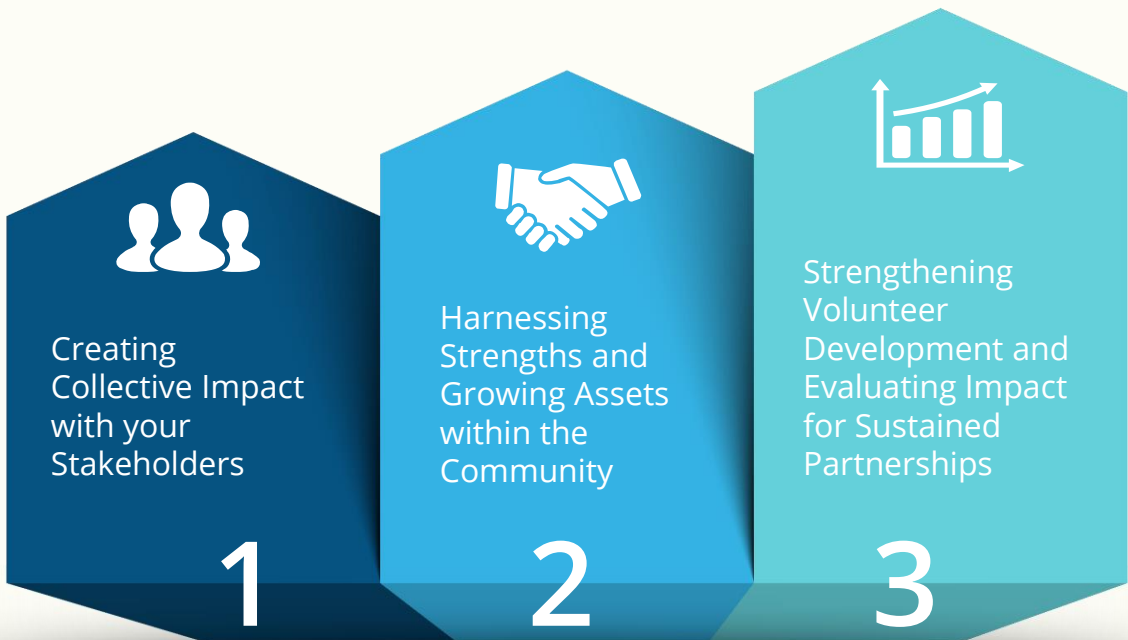 Creating
Collective Impact
with your
Stakeholders
1
Harnessing
Strengths and
Growing Assets
within the
Community
2
Strengthening
Volunteer
Development and
Evaluating Impact
for Sustained
Partnerships
3